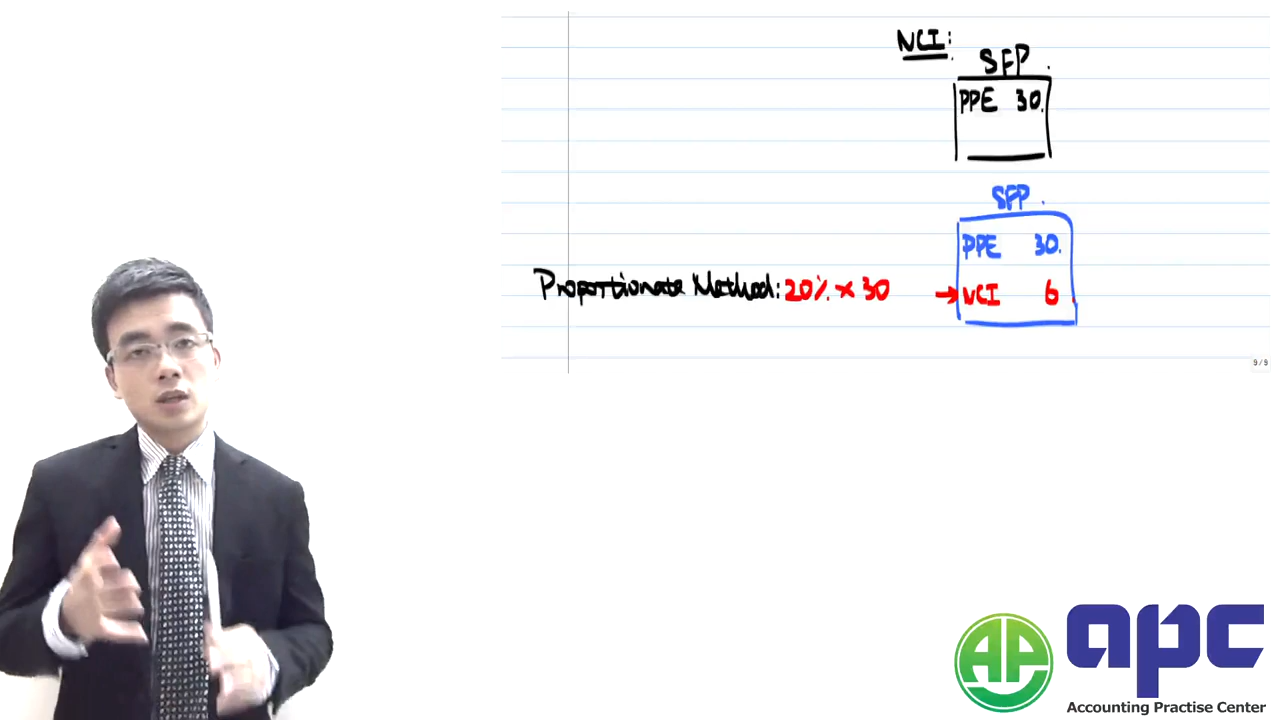 NCI:
SFP
PPE 30.
SFP
PPE 30.
Proportionate Method: 20% × 30 → NCI 6
9 / 9
AP
apc
Accounting Practise Center